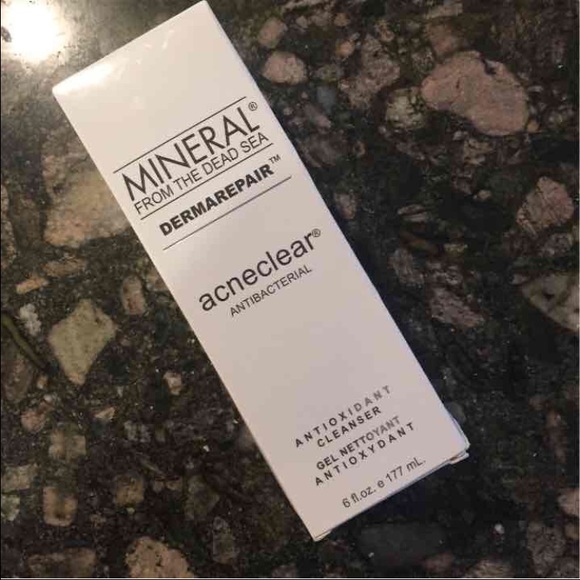 MINERAL®
FROM THE DEAD SEA
DERMAREPAIR™
acneclear®
ANTIBACTERIAL
ANTIOXIDANT
CLEANSER
GEL NETTOYANT
ANTIOXYDANT
6 fl.oz. e 177 mL.